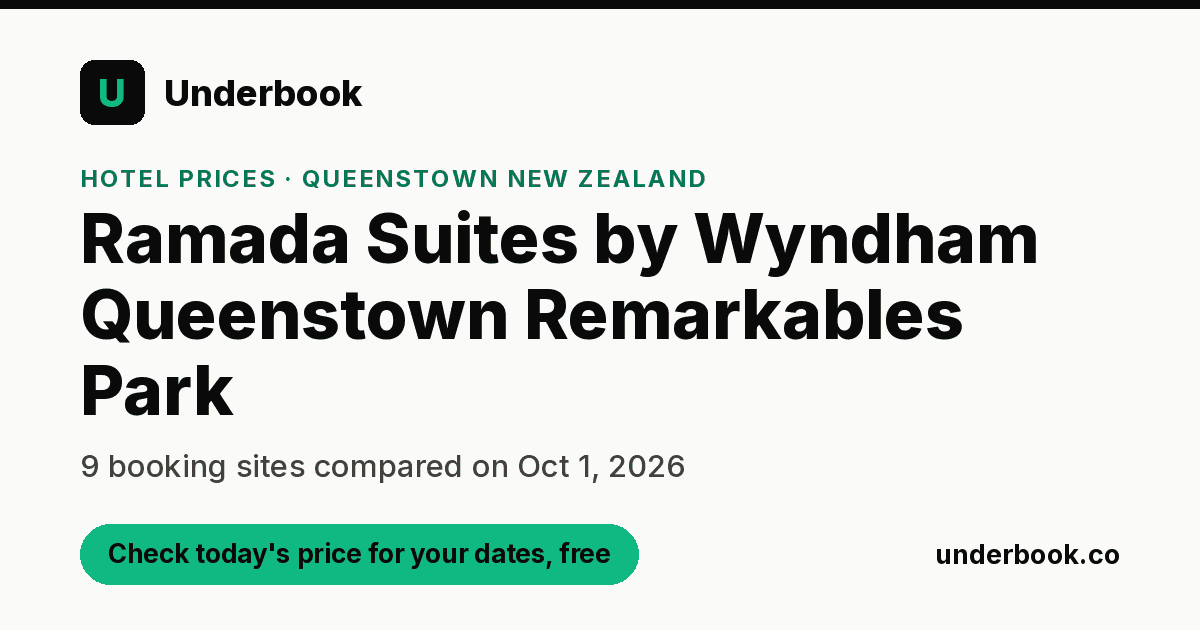 U
Underbook
HOTEL PRICES · QUEENSTOWN NEW ZEALAND
Ramada Suites by Wyndham
Queenstown Remarkables
Park
9 booking sites compared on Oct 1, 2026
Check today's price for your dates, free
underbook.co